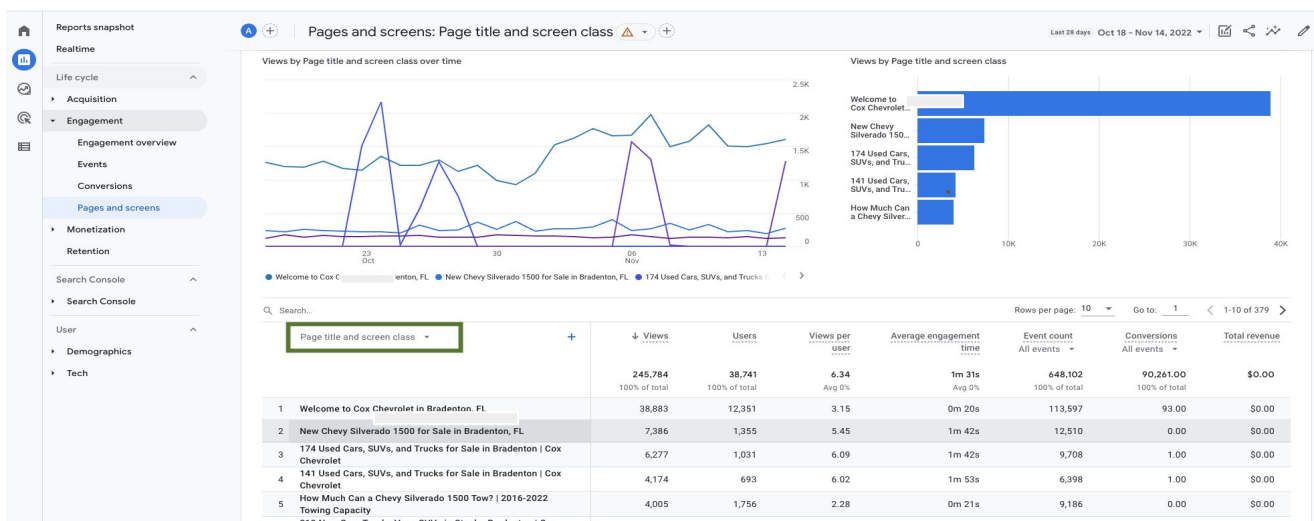 Reports snapshot
Realtime
Life cycle
Acquisition
Engagement
Engagement overview
Events
Conversions
Pages and screens
Monetization
Retention
Search Console
Search Console
User
Demographics
Tech
A
Pages and screens: Page title and screen class
Last 28 days Oct 18 - Nov 14, 2022
Views by Page title and screen class over time
2.5K
2K
1.5K
1K
500
0
23
Oct
30
06
Nov
13
Welcome to Cox enton, FL New Chevy Silverado 1500 for Sale in Bradenton, FL 174 Used Cars, SUVs, and Trucks
Views by Page title and screen class
Welcome to
Cox Chevrolet...
New Chevy
Silverado 150...
174 Used Cars,
SUVs, and Tru...
141 Used Cars,
SUVs, and Tru...
How Much Can
a Chevy Silver...
0 10K 20K 30K 40K
Search...
Rows per page: 10 Go to: 1 1-10 of 379
Page title and screen class + ↓ Views Users Views per user Average engagement time Event count All events Conversions All events Total revenue
245,784 38,741 6.34 1m 31s 648,102 90,261.00 $0.00
100% of total 100% of total Avg 0% Avg 0% 100% of total 100% of total
1 Welcome to Cox Chevrolet in Bradenton, FL 38,883 12,351 3.15 0m 20s 113,597 93.00 $0.00
2 New Chevy Silverado 1500 for Sale in Bradenton, FL 7,386 1,355 5.45 1m 42s 12,510 0.00 $0.00
3 174 Used Cars, SUVs, and Trucks for Sale in Bradenton | Cox
Chevrolet 6,277 1,031 6.09 1m 42s 9,708 1.00 $0.00
4 141 Used Cars, SUVs, and Trucks for Sale in Bradenton | Cox
Chevrolet 4,174 693 6.02 1m 53s 6,398 1.00 $0.00
5 How Much Can a Chevy Silverado 1500 Tow? | 2016-2022
Towing Capacity 4,005 1,756 2.28 0m 21s 9,186 0.00 $0.00